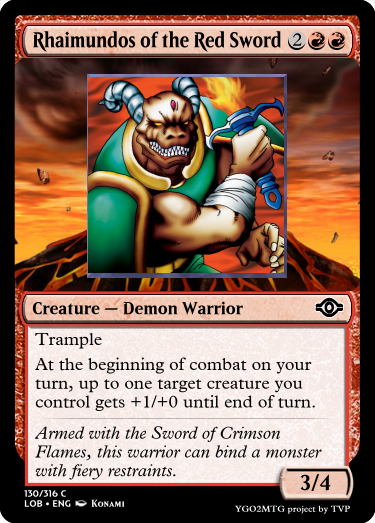 Rhaimundos of the Red Sword 2
Creature — Demon Warrior
Trample
At the beginning of combat on your
turn, up to one target creature you
control gets +1/+0 until end of turn.
Armed with the Sword of Crimson
Flames, this warrior can bind a monster
with fiery restraints.
3/4
130/316 C
LOB • ENG Konami
YGO2MTG project by TVP